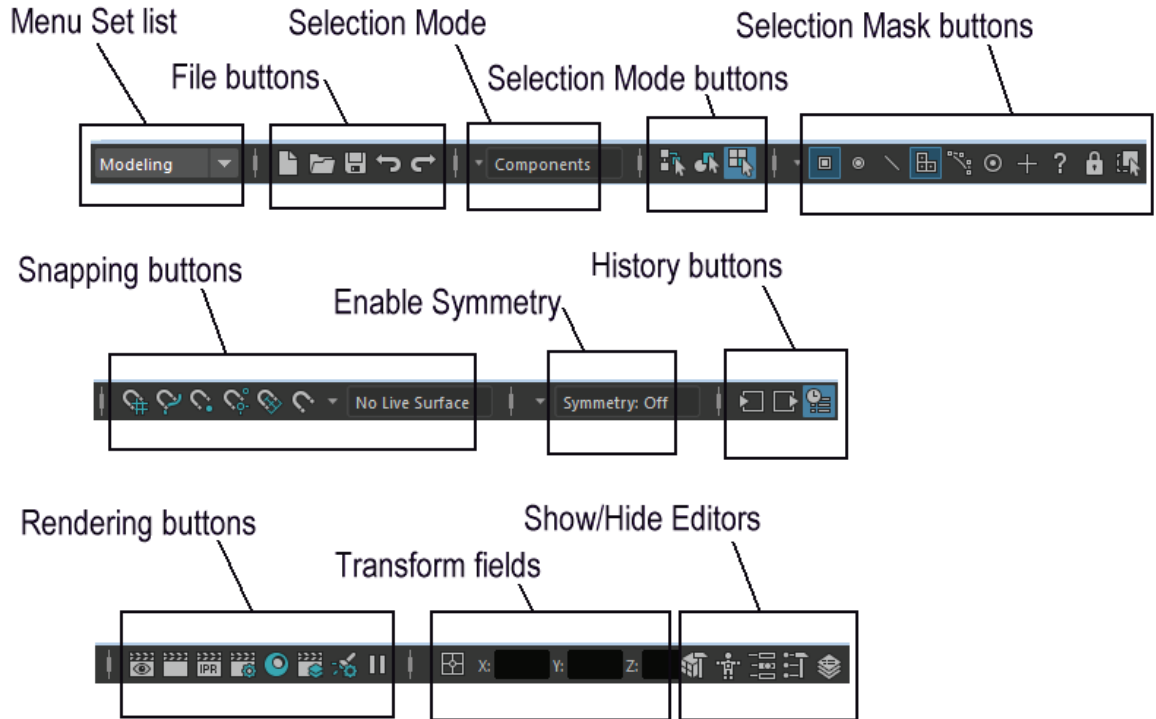 Menu Set list
Selection Mode
Selection Mask buttons
File buttons
Selection Mode buttons
Modeling
Components
?
Snapping buttons
History buttons
Enable Symmetry
No Live Surface
Symmetry: Off
Rendering buttons
Show/Hide Editors
Transform fields
IPR
X:
Y:
Z: